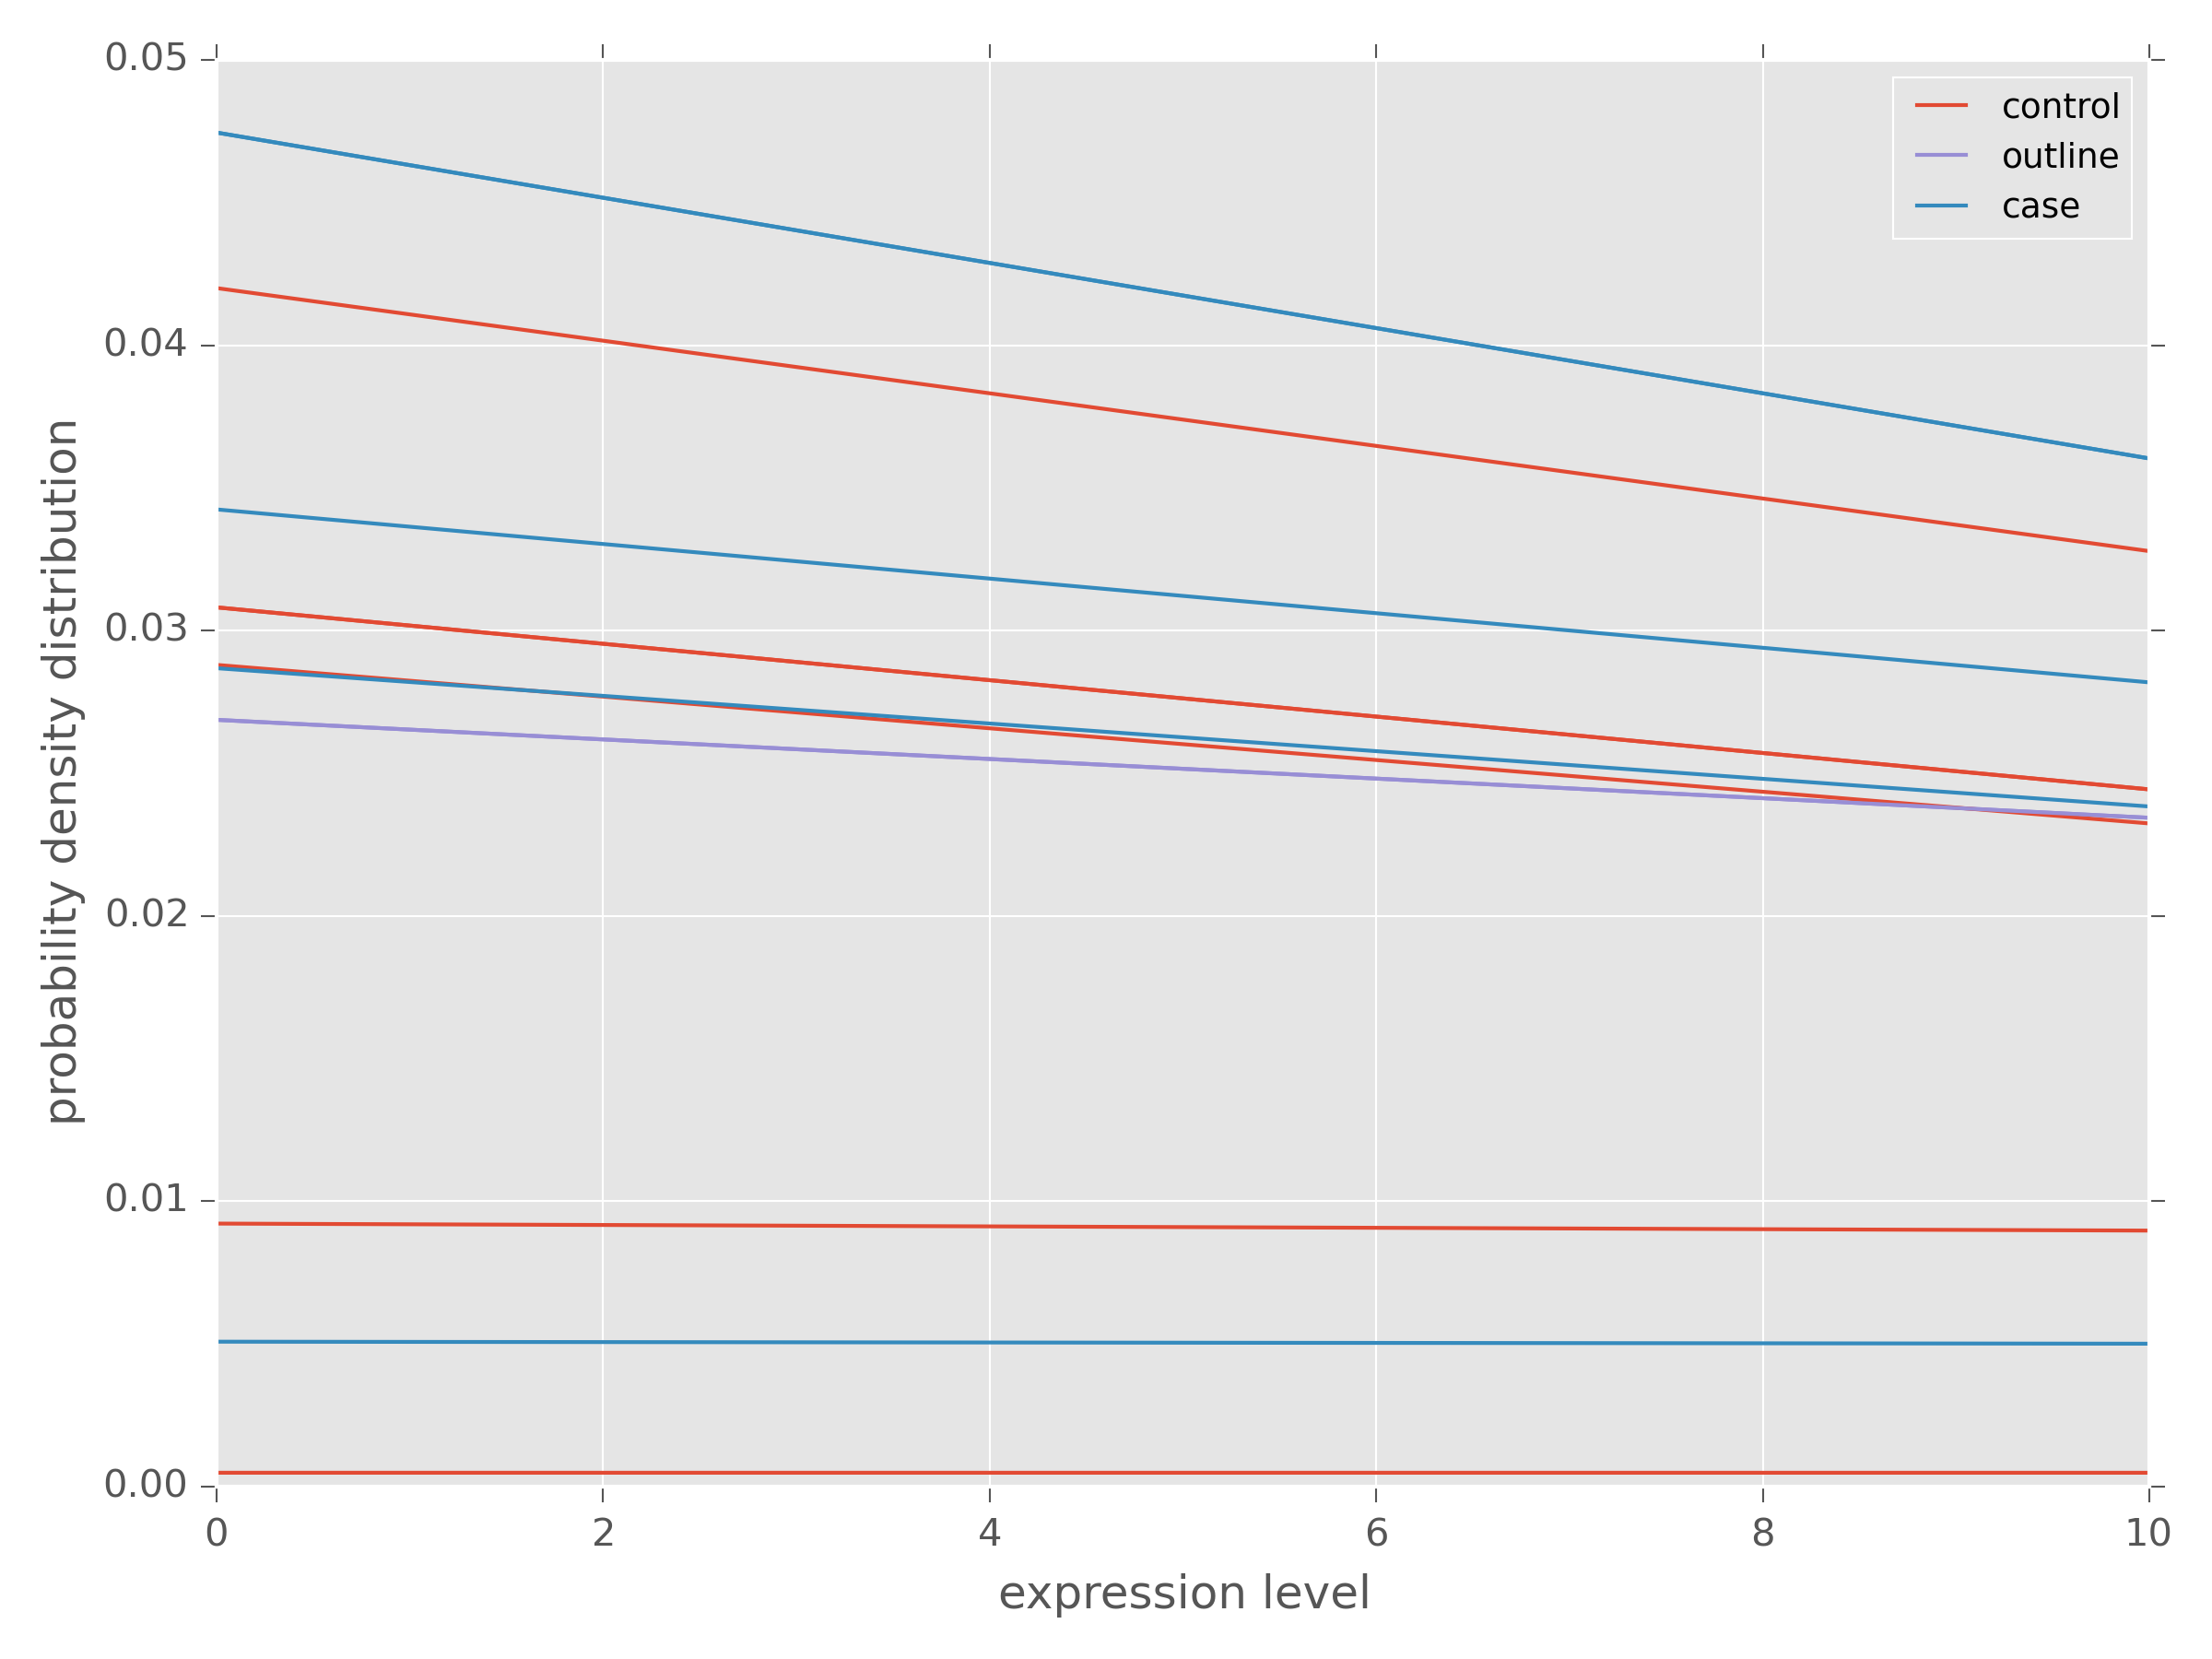 0.05
0.04
0.03
0.02
0.01
0.00
probability density distribution
control
outline
case
0 2 4 6 8 10
expression level